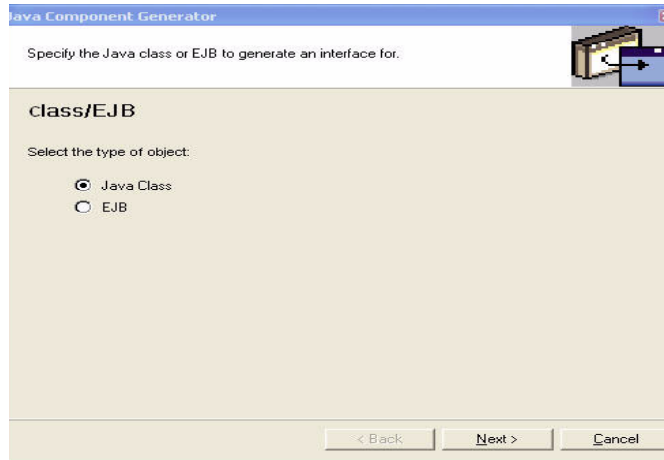 Java Component Generator
Specify the Java class or EJB to generate an interface for.
class/EJB
Select the type of object:
Java Class
EJB
< Back
Next >
Cancel